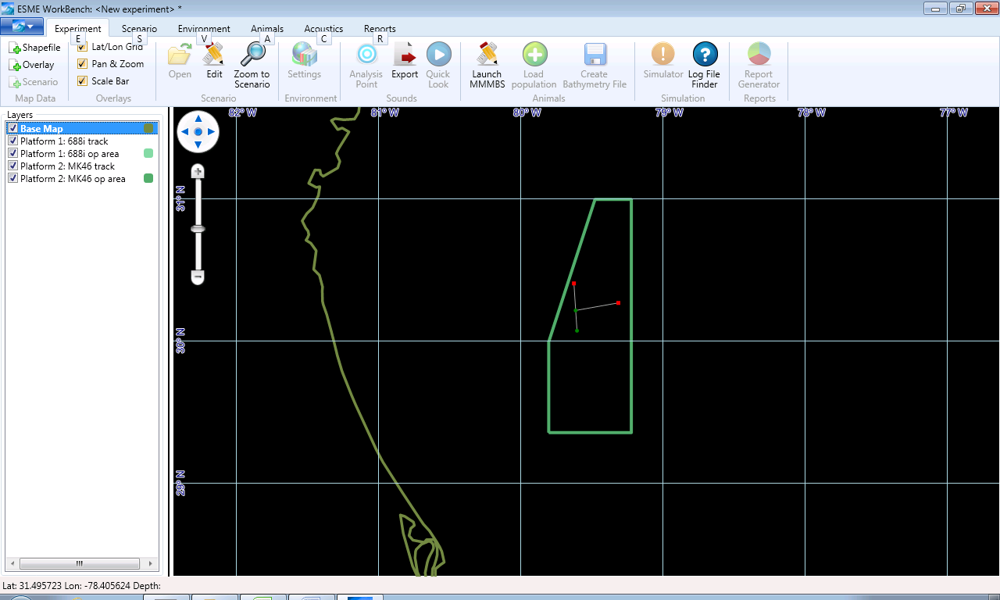 ESME WorkBench: <New experiment> *
Experiment Scenario Environment Animals Acoustics Reports
E S V A C R
Shapefile
Overlay
Scenario
Map Data
Lat/Lon Grid
Pan & Zoom
Scale Bar
Overlays
Open
Edit
Zoom to
Scenario
Scenario
Settings
Environment
Analysis
Point
Export
Quick
Look
Sounds
Launch
MMMBS
Load
population
Create
Bathymetry File
Animals
Simulator
Log File
Finder
Simulation
Report
Generator
Reports
Layers
Base Map
Platform 1: 688i track
Platform 1: 688i op area
Platform 2: MK46 track
Platform 2: MK46 op area
82° W 81° W 80° W 79° W 78° W 77° W
31° N
30° N
29° N
Lat: 31.495723 Lon: -78.405624 Depth: